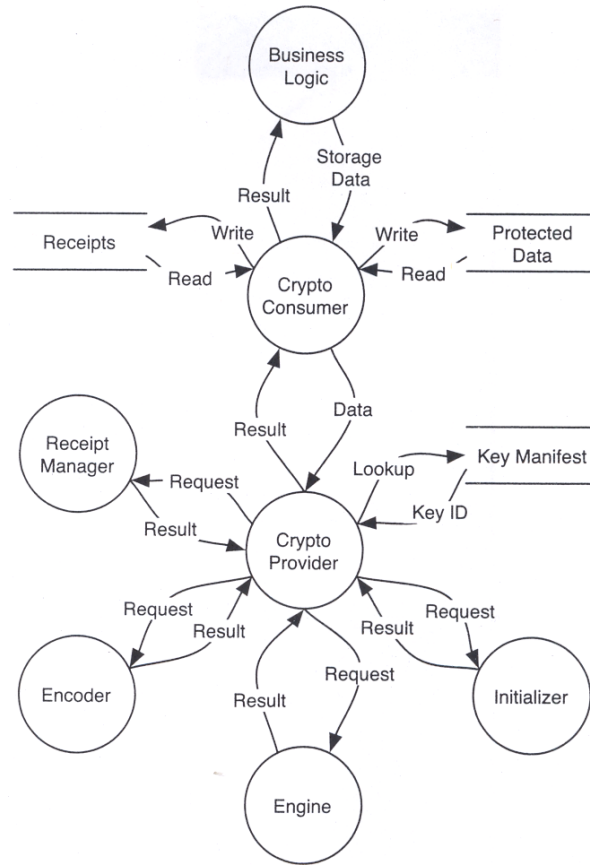 Business
Logic
Storage
Data
Result
Receipts
Write
Read
Crypto
Consumer
Write
Read
Protected
Data
Result
Data
Receipt
Manager
Request
Result
Lookup
Key ID
Key Manifest
Crypto
Provider
Request
Result
Encoder
Result
Request
Engine
Request
Result
Initializer